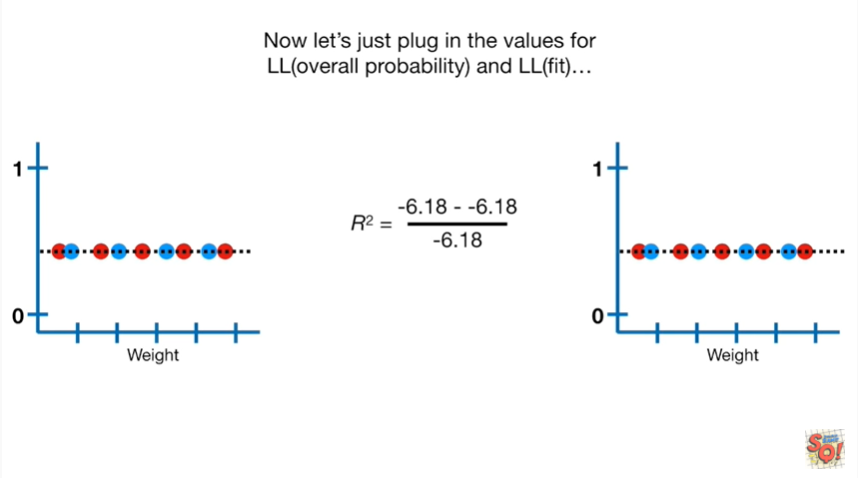 Now let's just plug in the values for
LL(overall probability) and LL(fit)…
1
0
Weight
R² =
-6.18 - -6.18
-6.18
1
0
Weight
SQ!